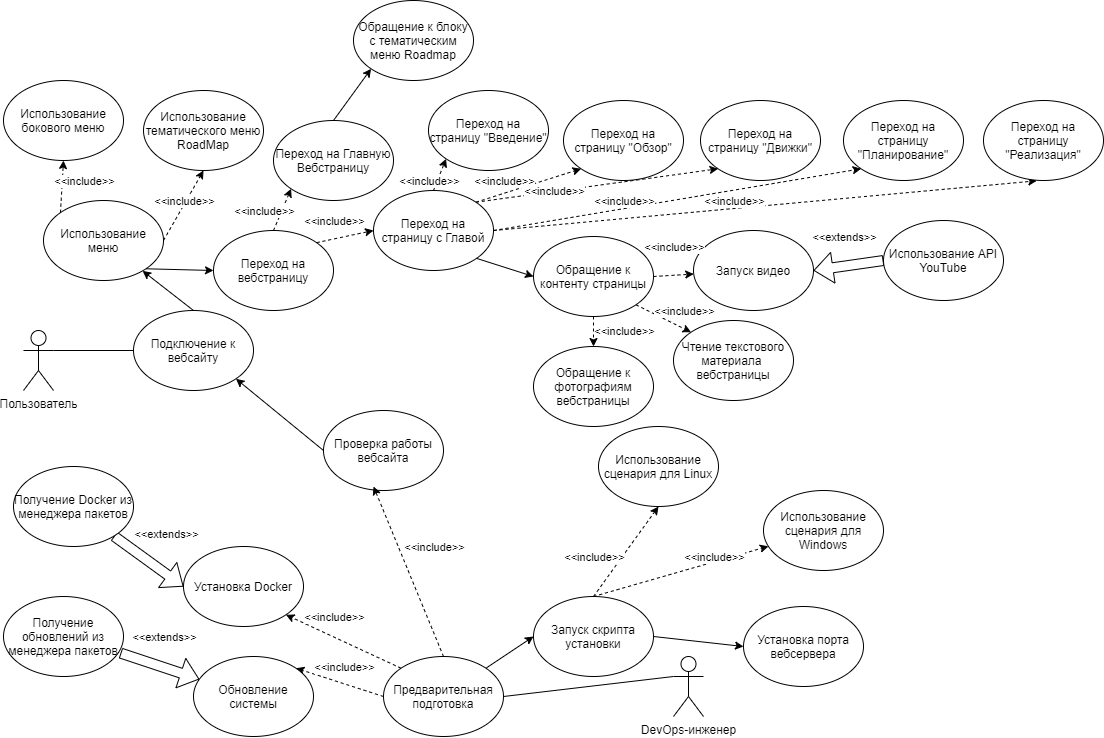 Обращение к блоку
с тематическим
меню Roadmap
Использование
бокового меню
Использование
тематического меню
RoadMap
Переход на Главную
Вебстраницу
Переход на
страницу "Введение"
Переход на
страницу "Обзор"
Переход на
страницу "Движки"
Переход на
страницу
"Планирование"
Переход на
страницу
"Реализация"
<<include>>
<<include>>
<<include>>
<<include>>
<<include>>
<<include>>
<<include>>
<<include>>
<<include>>
Использование
меню
Переход на
вебстраницу
Переход на
страницу с Главой
Обращение к
контенту страницы
<<include>>
Запуск видео
<<extends>>
Использование API
YouTube
<<include>>
<<include>>
Подключение к
вебсайту
Чтение текстового
материала
вебстраницы
Обращение к
фотографиям
вебстраницы
Пользователь
Проверка работы
вебсайта
Использование
сценария для Linux
Получение Docker из
менеджера пакетов
<<extends>>
Использование
сценария для
Windows
<<include>>
<<include>>
<<include>>
Установка Docker
<<include>>
Получение
обновлений из
менеджера пакетов
<<extends>>
Запуск скрипта
установки
Установка порта
вебсервера
<<include>>
Обновление
системы
Предварительная
подготовка
DevOps-инженер